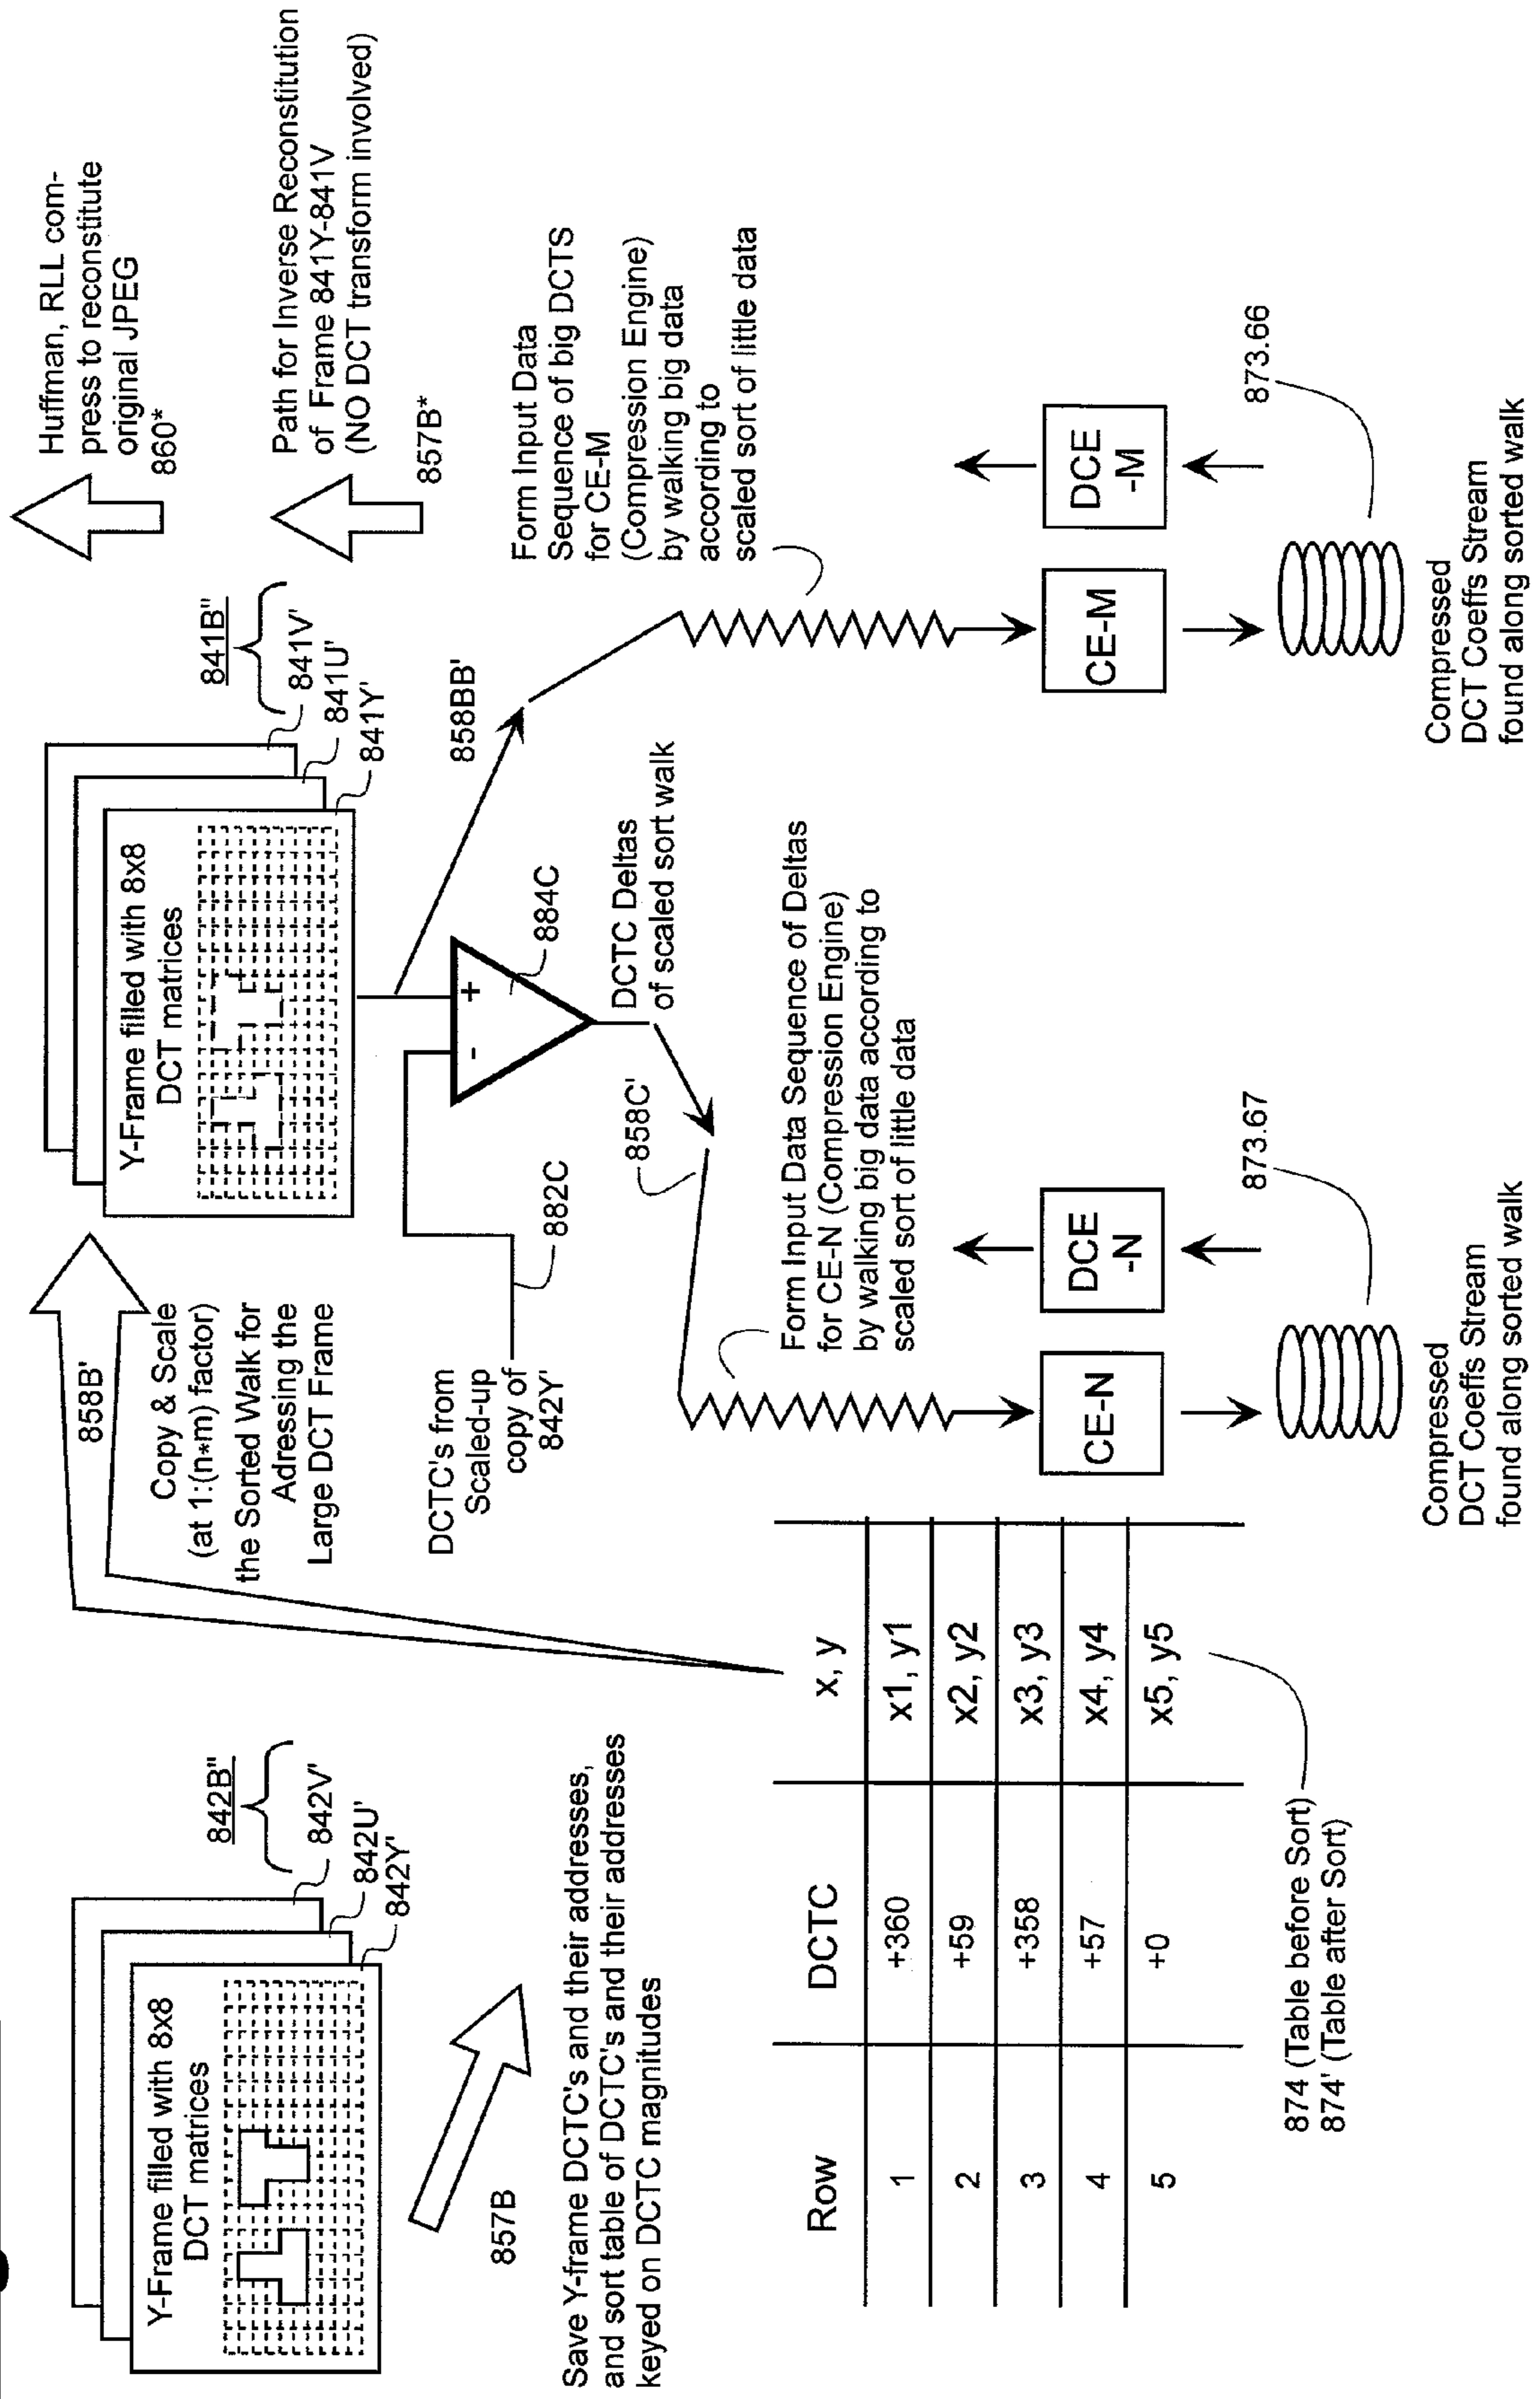 Y-Frame filled with 8x8
DCT matrices
842B"
842V'
842U'
842Y'
857B
Save Y-frame DCTC's and their addresses,
and sort table of DCTC's and their addresses
keyed on DCTC magnitudes
Row DCTC x, y
1 +360 x1, y1
2 +59 x2, y2
3 +358 x3, y3
4 +57 x4, y4
5 +0 x5, y5
874 (Table before Sort)
874' (Table after Sort)
858B'
Copy & Scale
(at 1:(n*m) factor)
the Sorted Walk for
Adressing the
Large DCT Frame
Y-Frame filled with 8x8
DCT matrices
841B"
841V'
841U'
841Y'
Huffman, RLL com-
press to reconstitute
original JPEG
860*
Path for Inverse Reconstitution
of Frame 841Y-841V
(NO DCT transform involved)
857B*
DCTC's from
Scaled-up
copy of
842Y'
882C
- +
884C
858BB'
DCTC Deltas
of scaled sort walk
858C'
Form Input Data Sequence of Deltas
for CE-N (Compression Engine)
by walking big data according to
scaled sort of little data
CE-N
DCE
-N
873.67
Compressed
DCT Coeffs Stream
found along sorted walk
Form Input Data
Sequence of big DCTS
for CE-M
(Compression Engine)
by walking big data
according to
scaled sort of little data
CE-M
DCE
-M
873.66
Compressed
DCT Coeffs Stream
found along sorted walk